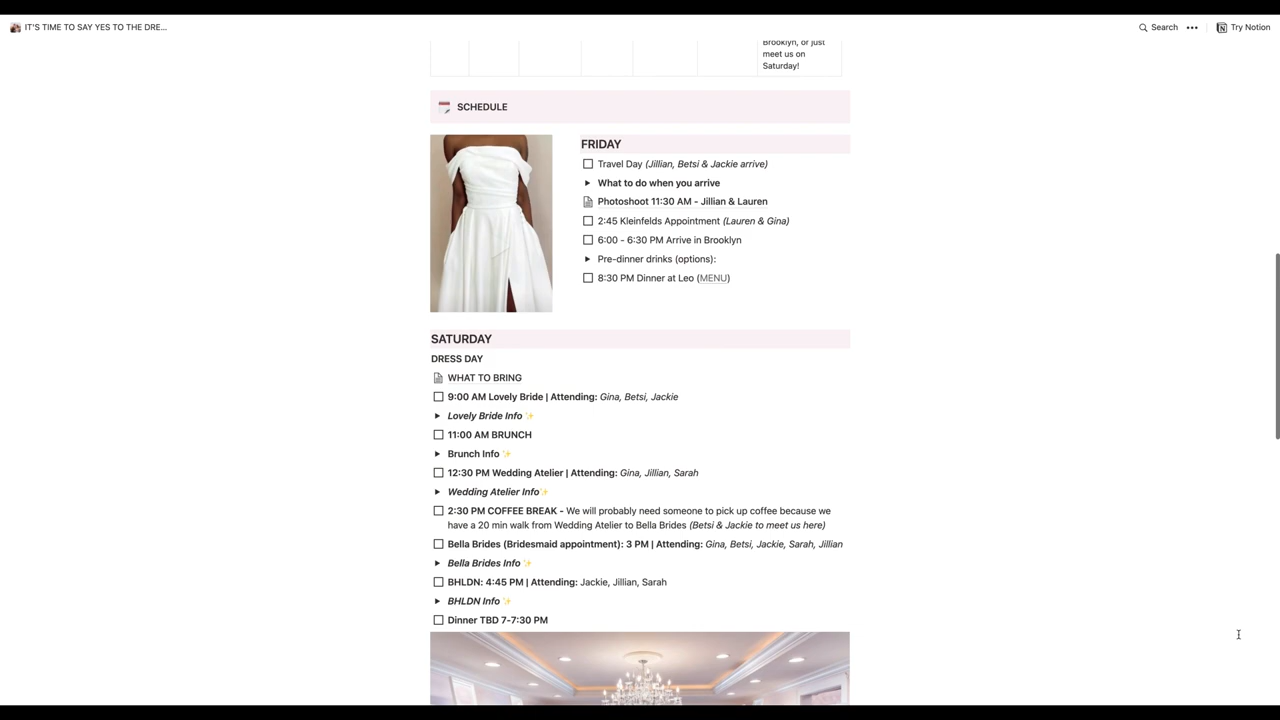 IT'S TIME TO SAY YES TO THE DRE...
Search
Try Notion
Brooklyn, or just
meet us on
Saturday!
SCHEDULE
FRIDAY
Travel Day (Jillian, Betsi & Jackie arrive)
What to do when you arrive
Photoshoot 11:30 AM - Jillian & Lauren
2:45 Kleinfelds Appointment (Lauren & Gina)
6:00 - 6:30 PM Arrive in Brooklyn
Pre-dinner drinks (options):
8:30 PM Dinner at Leo (MENU)
SATURDAY
DRESS DAY
WHAT TO BRING
9:00 AM Lovely Bride | Attending: Gina, Betsi, Jackie
Lovely Bride Info ✨
11:00 AM BRUNCH
Brunch Info ✨
12:30 PM Wedding Atelier | Attending: Gina, Jillian, Sarah
Wedding Atelier Info✨
2:30 PM COFFEE BREAK - We will probably need someone to pick up coffee because we
have a 20 min walk from Wedding Atelier to Bella Brides (Betsi & Jackie to meet us here)
Bella Brides (Bridesmaid appointment): 3 PM | Attending: Gina, Betsi, Jackie, Sarah, Jillian
Bella Brides Info ✨
BHLDN: 4:45 PM | Attending: Jackie, Jillian, Sarah
BHLDN Info ✨
Dinner TBD 7-7:30 PM